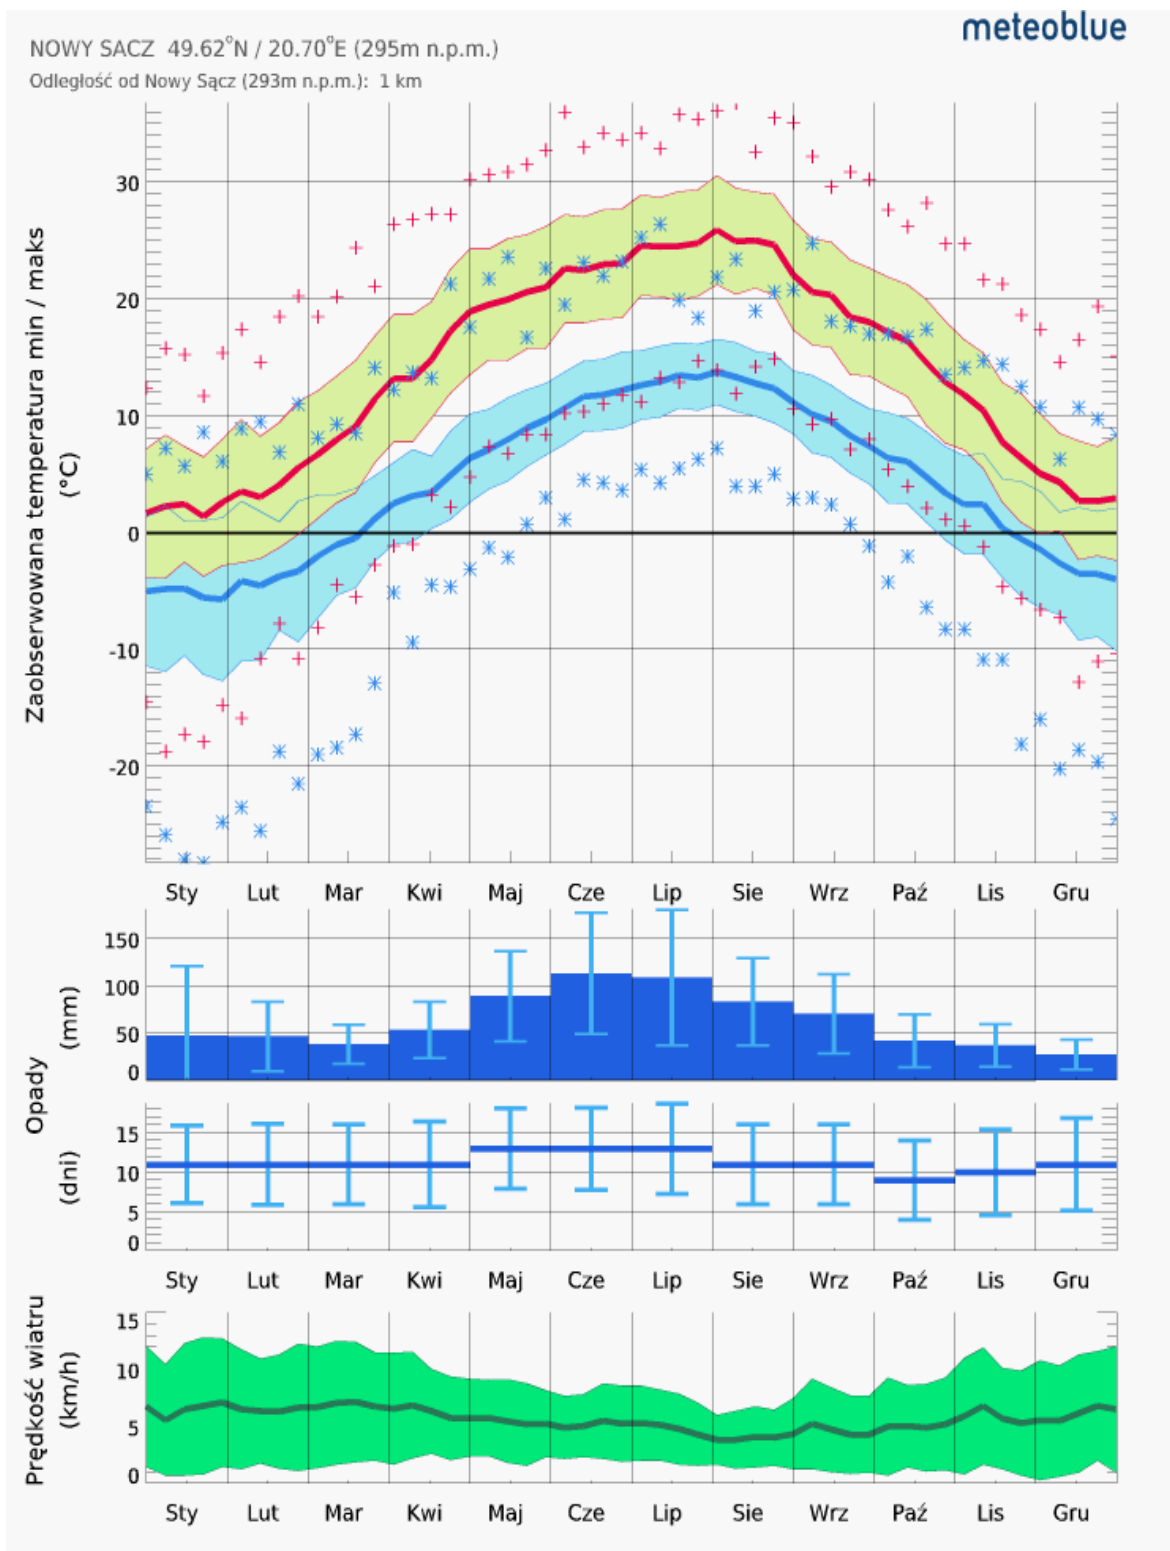 meteoblue
NOWY SACZ 49.62°N / 20.70°E (295m n.p.m.)
Odległość od Nowy Sącz (293m n.p.m.): 1 km
Zaobserwowana temperatura min / maks
(°C)
30
20
10
0
-10
-20
Sty Lut Mar Kwi Maj Cze Lip Sie Wrz Paź Lis Gru
Opady
(mm)
150
100
50
0
(dni)
15
10
5
0
Sty Lut Mar Kwi Maj Cze Lip Sie Wrz Paź Lis Gru
Prędkość wiatru
(km/h)
15
10
5
0
Sty Lut Mar Kwi Maj Cze Lip Sie Wrz Paź Lis Gru